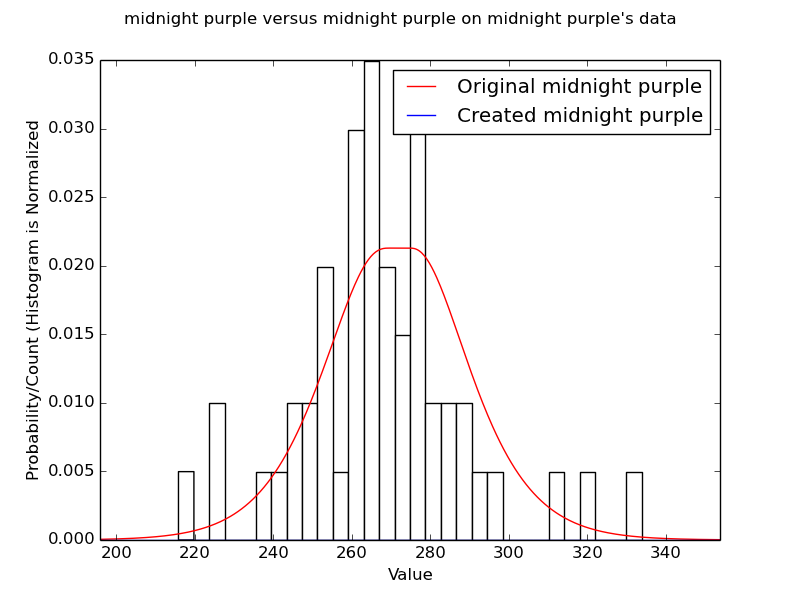 midnight purple versus midnight purple on midnight purple's data
Probability/Count (Histogram is Normalized
0.035
0.030
0.025
0.020
0.015
0.010
0.005
0.000
Original midnight purple
Created midnight purple
200 220 240 260 280 300 320 340
Value